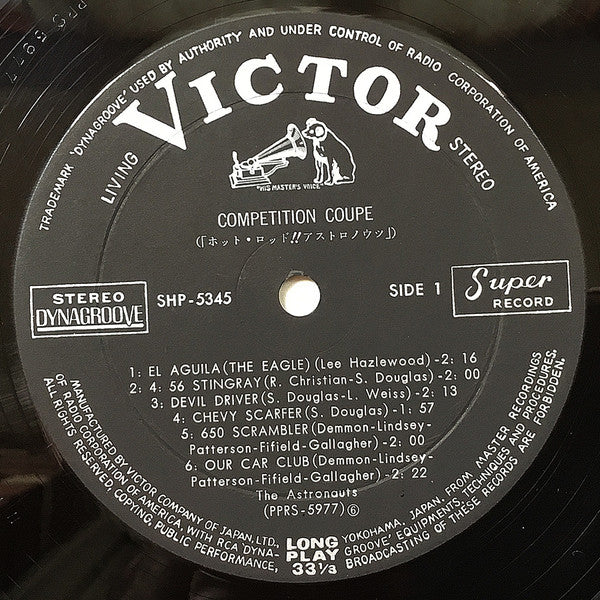 PPRS-5977
TRADEMARK 'DYNAGROOVE' USED BY AUTHORITY AND UNDER CONTROL OF RADIO CORPORATION OF AMERICA
LIVING
VICTOR
STEREO
"HIS MASTER'S VOICE"
COMPETITION COUPE
(「ホット・ロッド!!アストロノウツ」)
STEREO
DYNAGROOVE
SHP-5345
SIDE 1
Super
RECORD
1: EL AGUILA (THE EAGLE) (Lee Hazlewood)-2: 16
2: 4: 56 STINGRAY (R. Christian-S. Douglas)-2: 00
3: DEVIL DRIVER (S. Douglas-L. Weiss)-2: 13
4: CHEVY SCARFER (S. Douglas)-1: 57
5: 650 SCRAMBLER (Demmon-Lindsey-
Patterson-Fifield-Gallagher)-2: 00
6: OUR CAR CLUB (Demmon-Lindsey-
Patterson-Fifield-Gallagher)-2: 22
The Astronauts
(PPRS-5977) ⑥
MANUFACTURED BY VICTOR COMPANY OF JAPAN, LTD., YOKOHAMA, JAPAN, FROM MASTER RECORDINGS
OF RADIO CORPORATION OF AMERICA, WITH RCA 'DYNAGROOVE' EQUIPMENTS, TECHNIQUES AND PROCEDURES.
ALL RIGHTS RESERVED, COPYING, PUBLIC PERFORMANCE, BROADCASTING OF THESE RECORDS ARE FORBIDDEN.
LONG
PLAY
33⅓